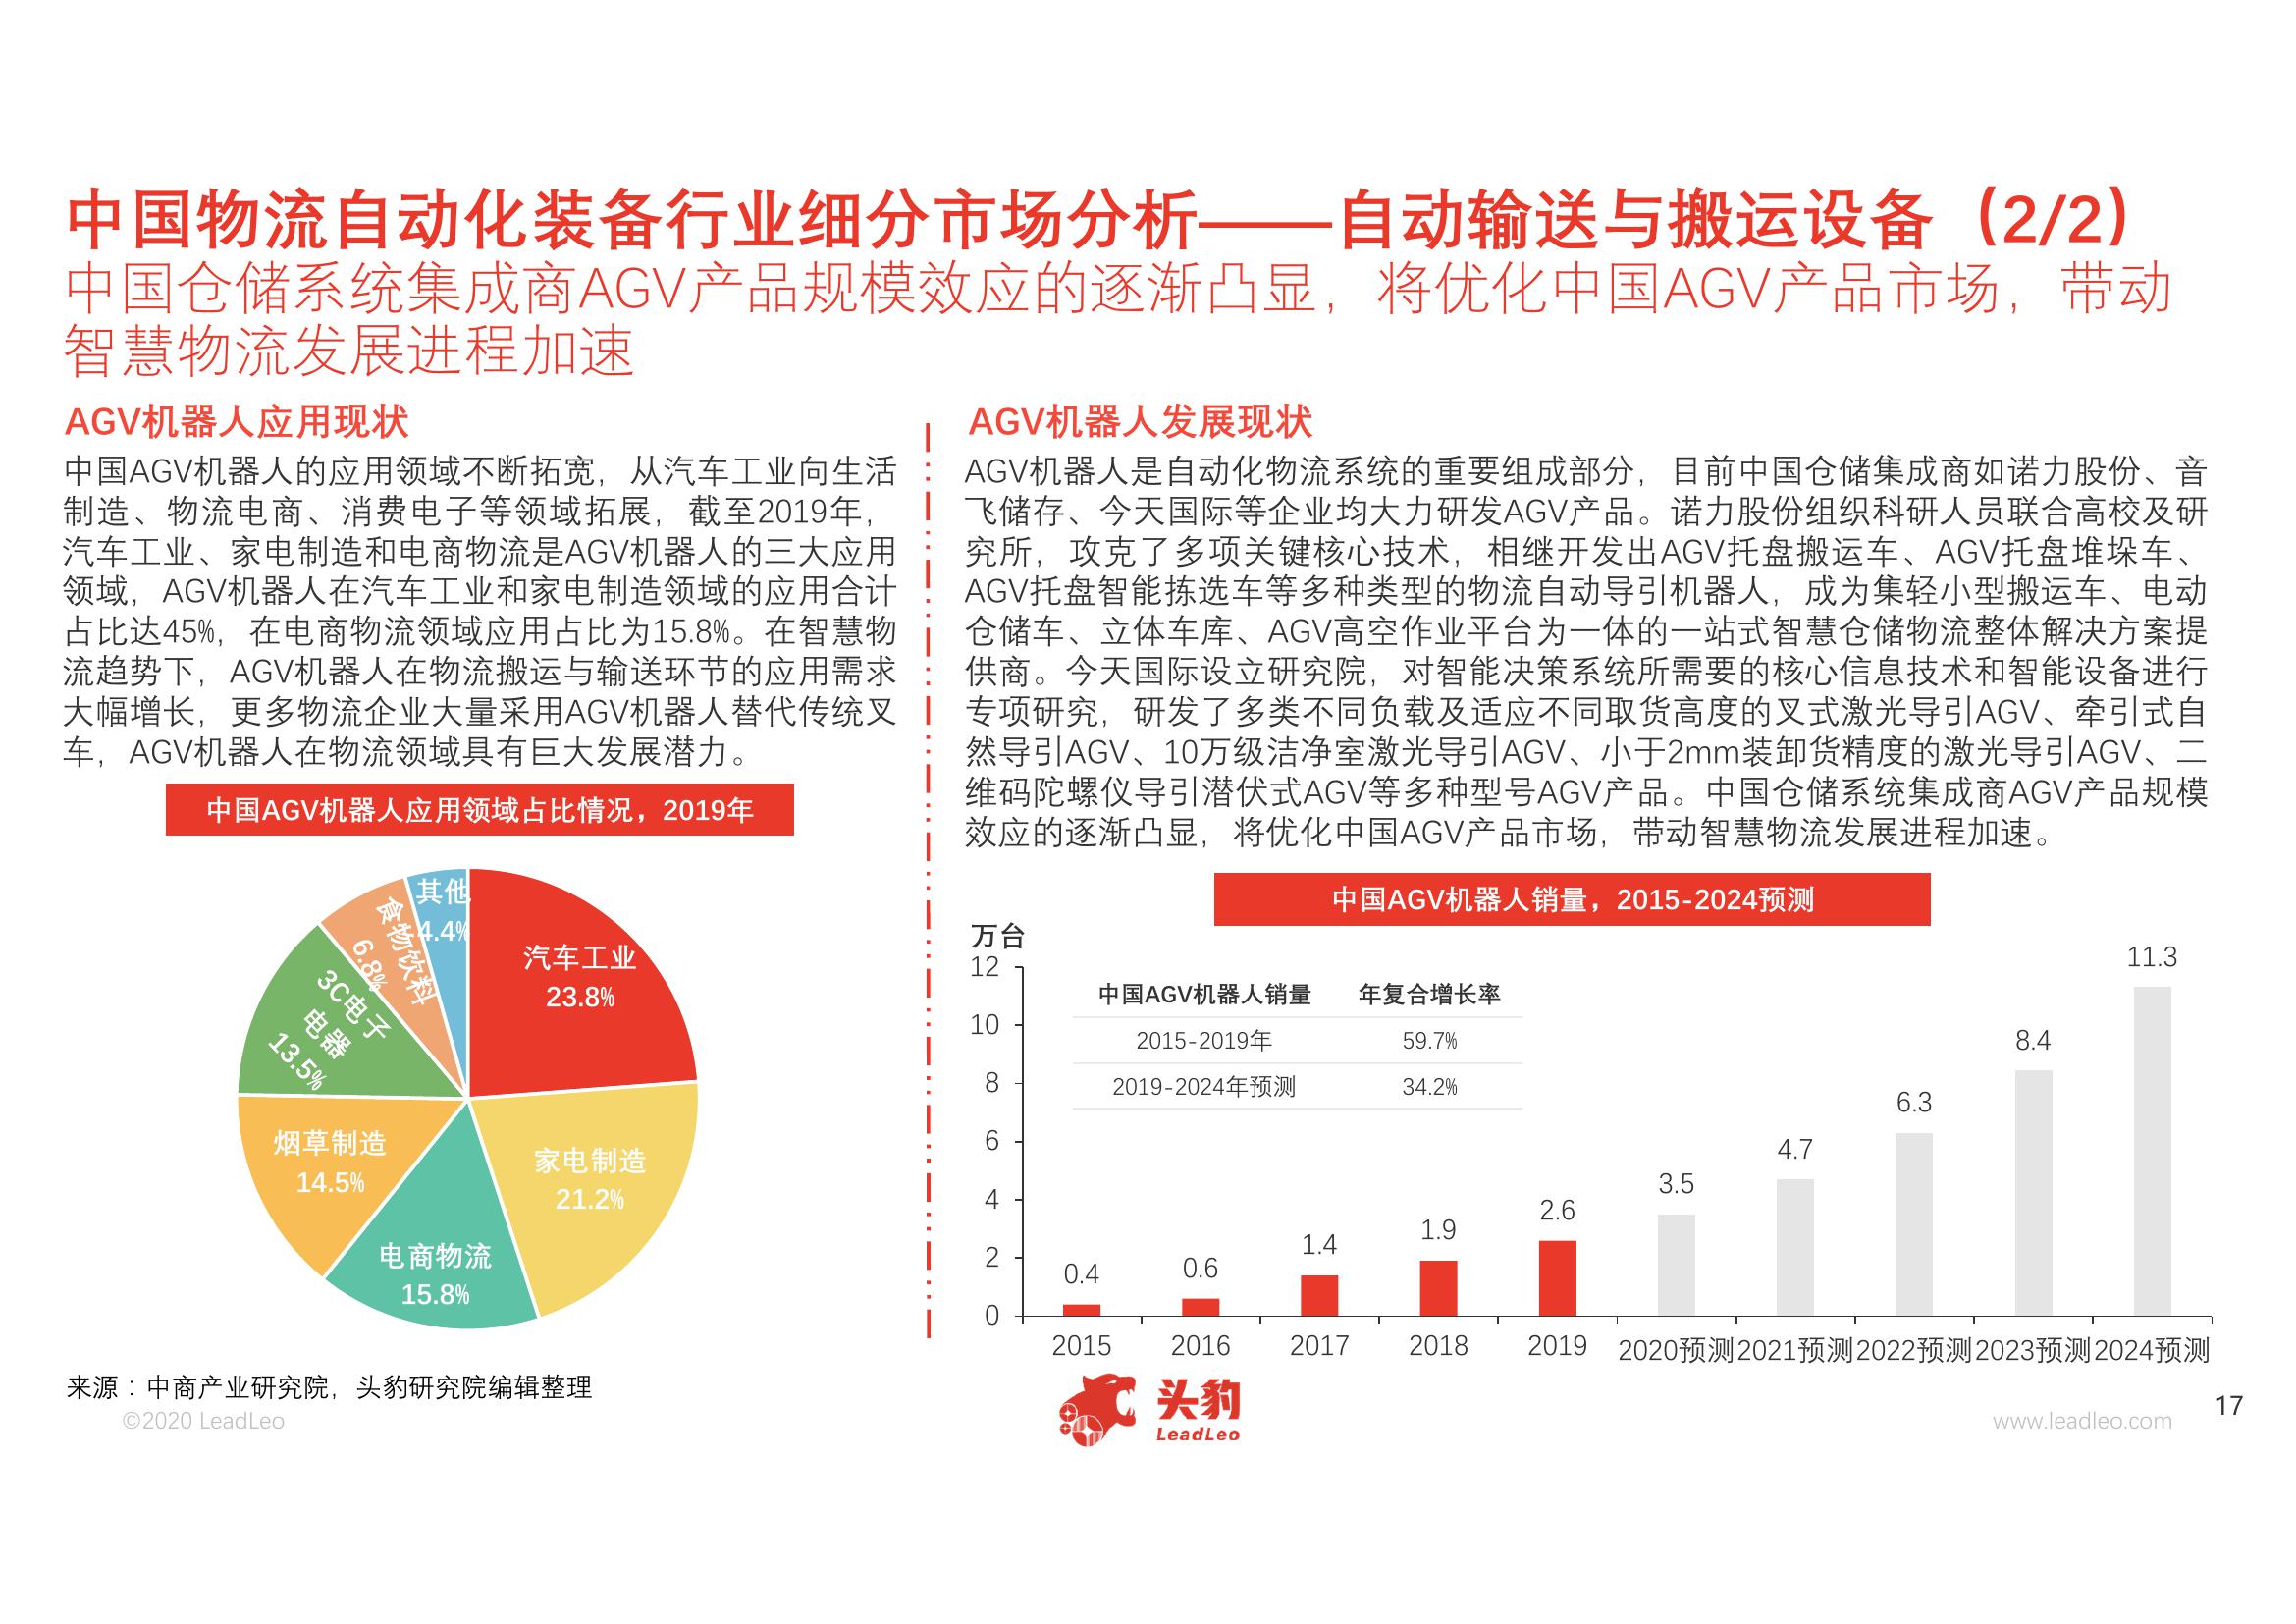 中国物流自动化装备行业细分市场分析——自动输送与搬运设备（2/2）
中国仓储系统集成商AGV产品规模效应的逐渐凸显，将优化中国AGV产品市场，带动
智慧物流发展进程加速
AGV机器人应用现状
中国AGV机器人的应用领域不断拓宽，从汽车工业向生活
制造、物流电商、消费电子等领域拓展，截至2019年，
汽车工业、家电制造和电商物流是AGV机器人的三大应用
领域，AGV机器人在汽车工业和家电制造领域的应用合计
占比达45%，在电商物流领域应用占比为15.8%。在智慧物
流趋势下，AGV机器人在物流搬运与输送环节的应用需求
大幅增长，更多物流企业大量采用AGV机器人替代传统叉
车，AGV机器人在物流领域具有巨大发展潜力。
中国AGV机器人应用领域占比情况，2019年
其他
4.4%
食物饮料
6.8%
3C电子
电器
13.5%
汽车工业
23.8%
烟草制造
14.5%
家电制造
21.2%
电商物流
15.8%
AGV机器人发展现状
AGV机器人是自动化物流系统的重要组成部分，目前中国仓储集成商如诺力股份、音
飞储存、今天国际等企业均大力研发AGV产品。诺力股份组织科研人员联合高校及研
究所，攻克了多项关键核心技术，相继开发出AGV托盘搬运车、AGV托盘堆垛车、
AGV托盘智能拣选车等多种类型的物流自动导引机器人，成为集轻小型搬运车、电动
仓储车、立体车库、AGV高空作业平台为一体的一站式智慧仓储物流整体解决方案提
供商。今天国际设立研究院，对智能决策系统所需要的核心信息技术和智能设备进行
专项研究，研发了多类不同负载及适应不同取货高度的叉式激光导引AGV、牵引式自
然导引AGV、10万级洁净室激光导引AGV、小于2mm装卸货精度的激光导引AGV、二
维码陀螺仪导引潜伏式AGV等多种型号AGV产品。中国仓储系统集成商AGV产品规模
效应的逐渐凸显，将优化中国AGV产品市场，带动智慧物流发展进程加速。
中国AGV机器人销量，2015-2024预测
万台
12
10
8
6
4
2
0
中国AGV机器人销量 年复合增长率
2015-2019年 59.7%
2019-2024年预测 34.2%
0.4 0.6 1.4 1.9 2.6 3.5 4.7 6.3 8.4 11.3
2015 2016 2017 2018 2019 2020预测 2021预测 2022预测 2023预测 2024预测
来源：中商产业研究院，头豹研究院编辑整理
©2020 LeadLeo
头豹
LeadLeo
www.leadleo.com
17